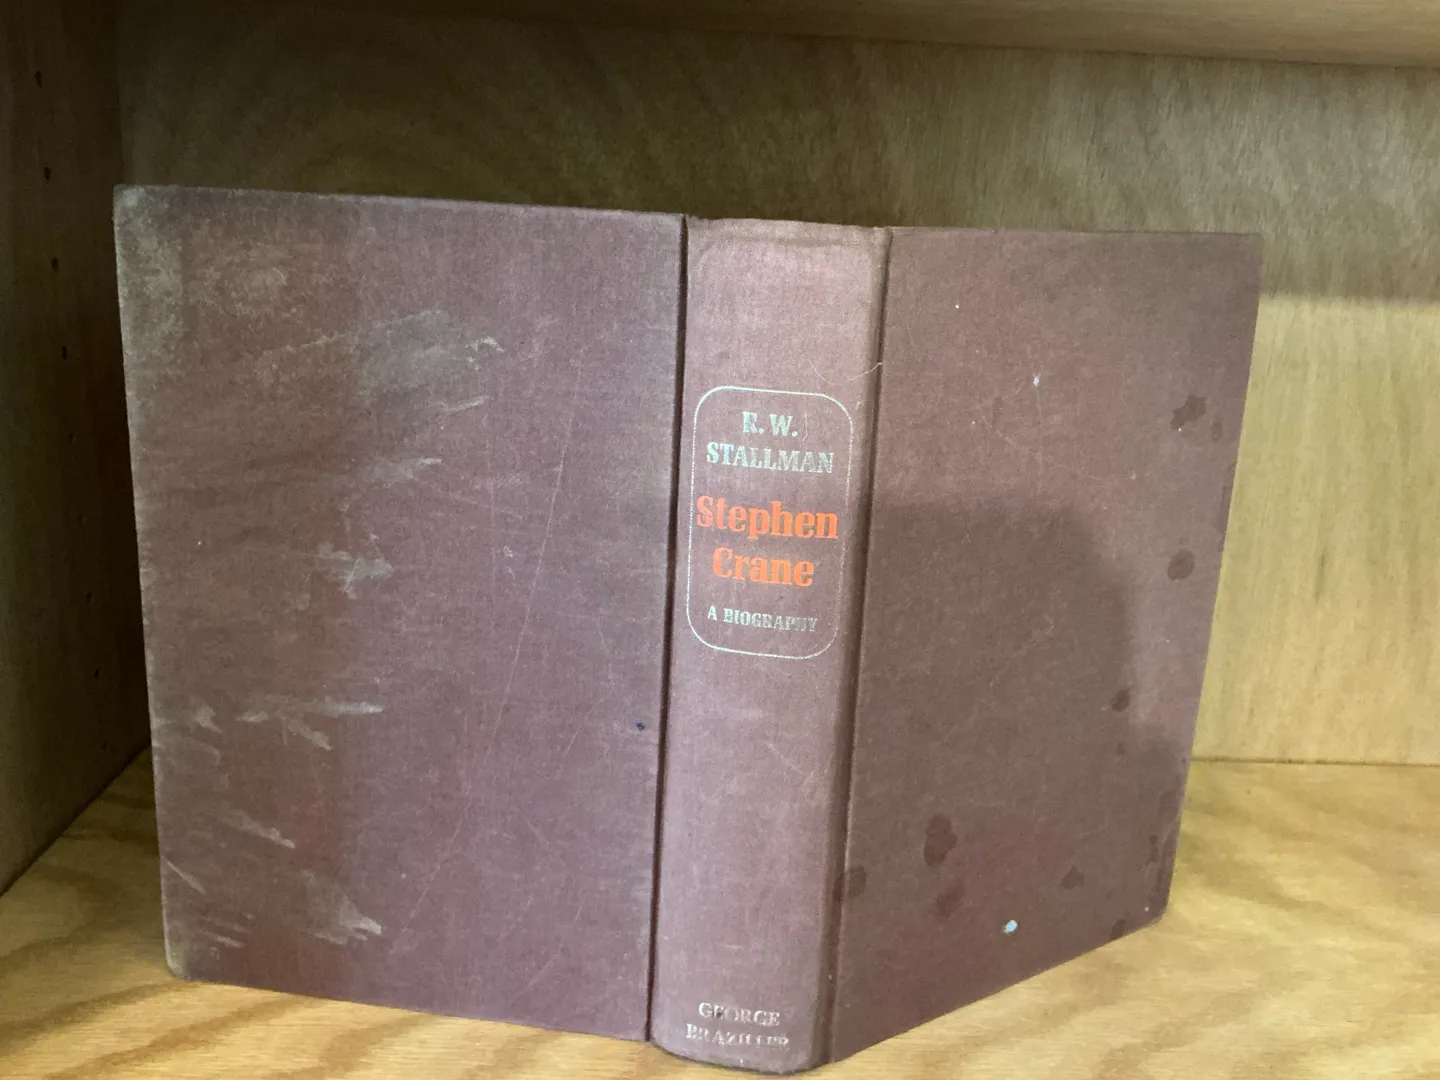 R. W.
STALLMAN
Stephen
Crane
A BIOGRAPHY
GEORGE
BRAZILLER